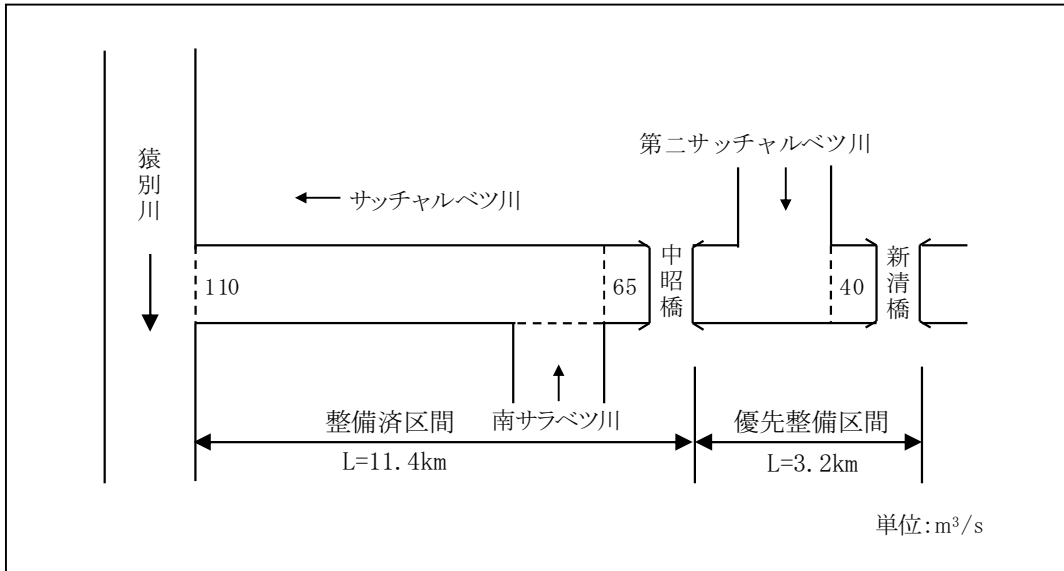 猿別川
第二サッチャルベツ川
サッチャルベツ川
中昭橋
新清橋
110
65
40
整備済区間
南サラベツ川
優先整備区間
L=11.4km
L=3.2km
単位:m³/s